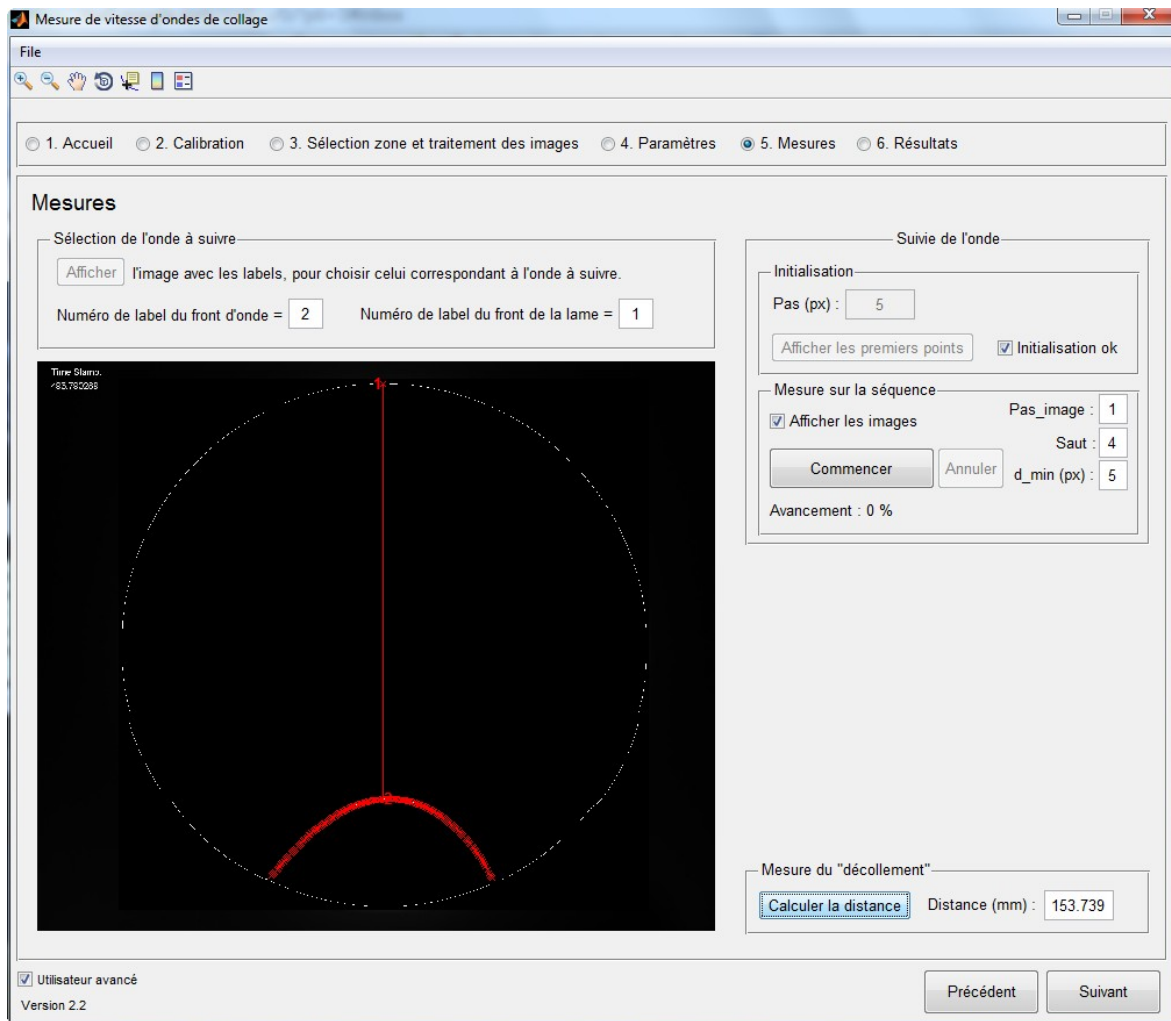 Mesure de vitesse d'ondes de collage
File
1. Accueil 2. Calibration 3. Sélection zone et traitement des images 4. Paramètres 5. Mesures 6. Résultats
Mesures
Sélection de l'onde à suivre
Afficher l'image avec les labels, pour choisir celui correspondant à l'onde à suivre.
Numéro de label du front d'onde = 2 Numéro de label du front de la lame = 1
Time Stamp.
1
2
Suivie de l'onde
Initialisation
Pas (px) : 5
Afficher les premiers points Initialisation ok
Mesure sur la séquence
Pas_image : 1
Afficher les images
Saut : 4
Commencer Annuler d_min (px) : 5
Avancement : 0 %
Mesure du "décollement"
Calculer la distance Distance (mm) : 153.739
Utilisateur avancé
Version 2.2
Précédent Suivant